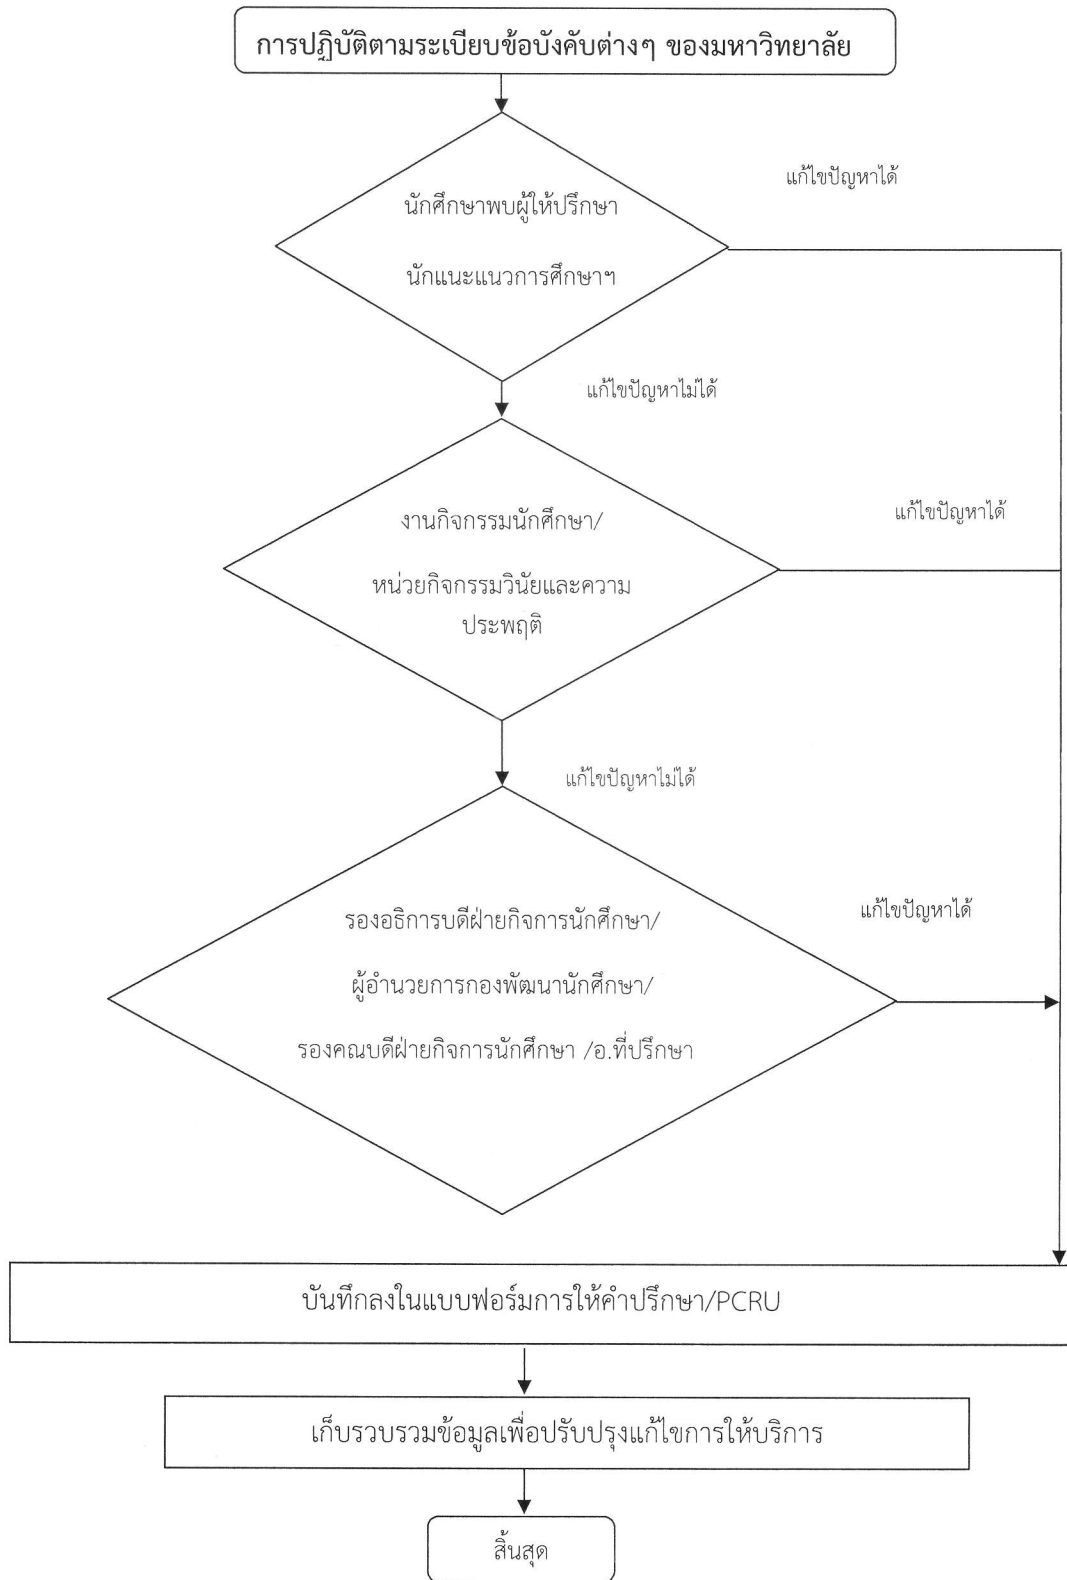 การปฏิบัติตามระเบียบข้อบังคับต่างๆ ของมหาวิทยาลัย
แก้ไขปัญหาได้
นักศึกษาพบผู้ให้ปรึกษา
นักแนะแนวการศึกษาฯ
แก้ไขปัญหาไม่ได้
แก้ไขปัญหาได้
งานกิจกรรมนักศึกษา/
หน่วยกิจกรรมวินัยและความ
ประพฤติ
แก้ไขปัญหาไม่ได้
แก้ไขปัญหาได้
รองอธิการบดีฝ่ายกิจการนักศึกษา/
ผู้อำนวยการกองพัฒนานักศึกษา/
รองคณบดีฝ่ายกิจการนักศึกษา /อ.ที่ปรึกษา
บันทึกลงในแบบฟอร์มการให้คำปรึกษา/PCRU
เก็บรวบรวมข้อมูลเพื่อปรับปรุงแก้ไขการให้บริการ
สิ้นสุด